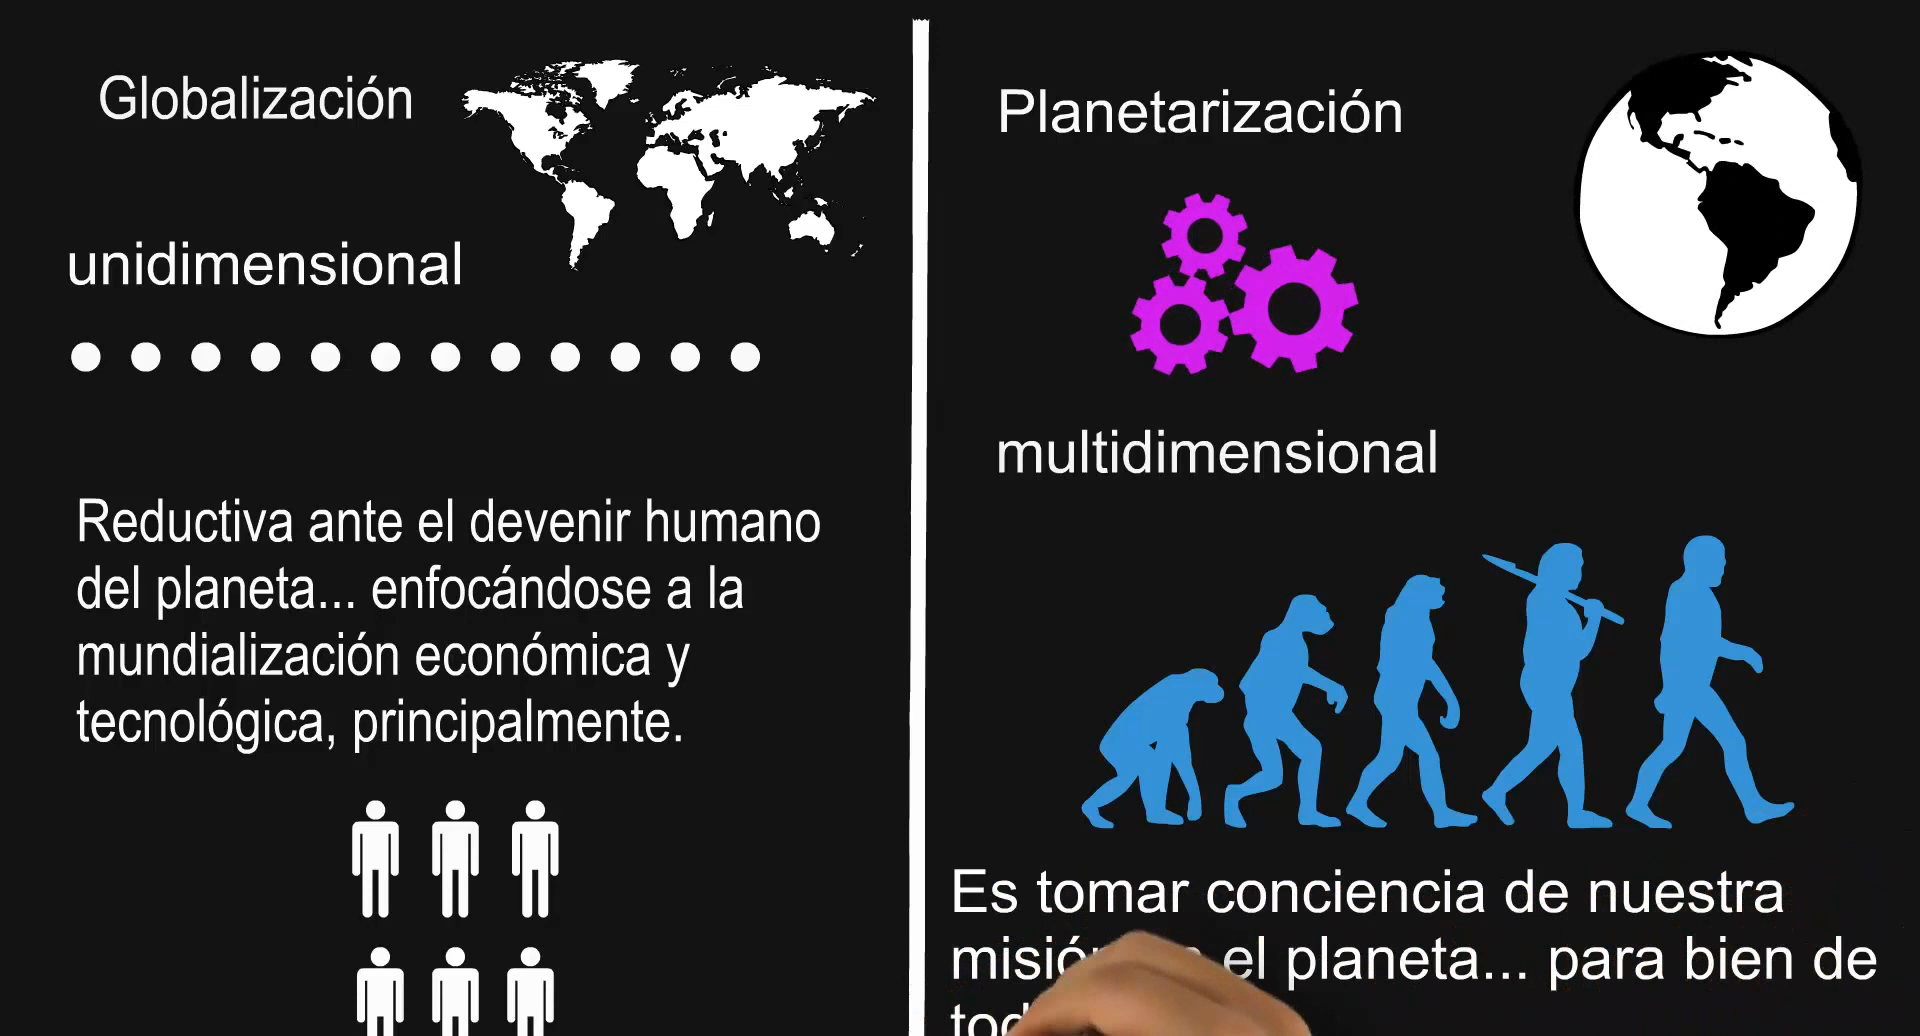 Globalización
unidimensional
Reductiva ante el devenir humano
del planeta... enfocándose a la
mundialización económica y
tecnológica, principalmente.
Planetarización
multidimensional
Es tomar conciencia de nuestra
el planeta... para bien de